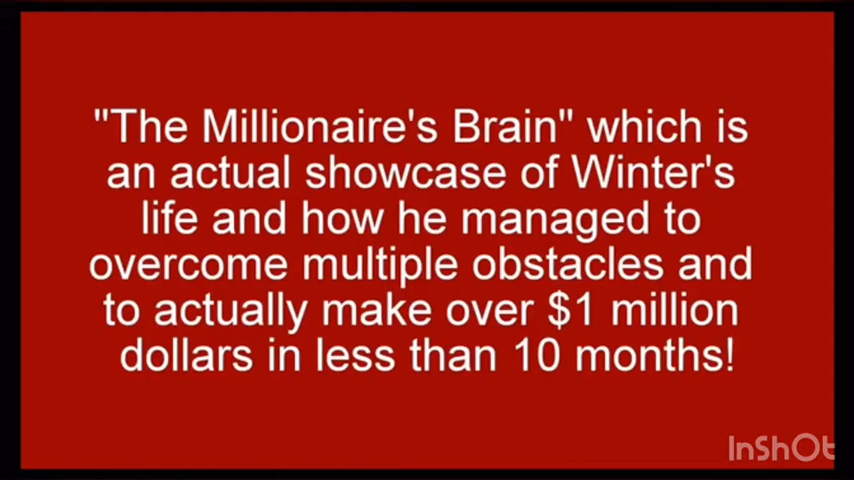 "The Millionaire's Brain" which is
an actual showcase of Winter's
life and how he managed to
overcome multiple obstacles and
to actually make over $1 million
dollars in less than 10 months!
InShOt